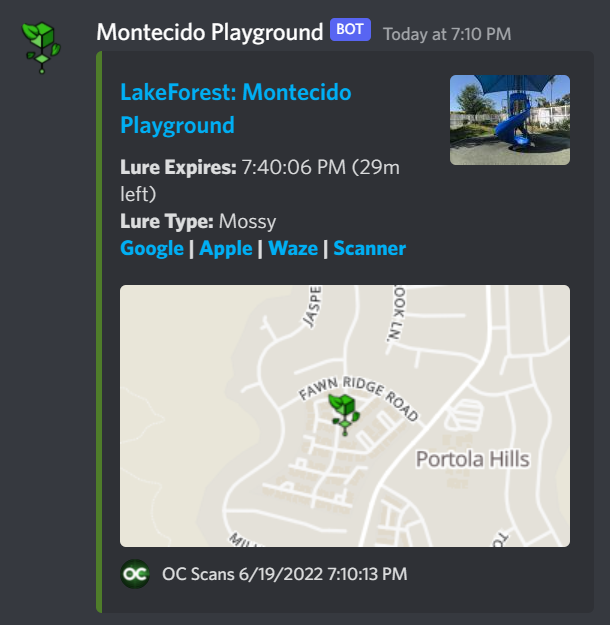 Montecido Playground BOT Today at 7:10 PM
LakeForest: Montecido
Playground
Lure Expires: 7:40:06 PM (29m
left)
Lure Type: Mossy
Google | Apple | Waze | Scanner
JASPE
OOK LN.
FAWN RIDGE ROAD
Portola Hills
MIL
TO
OC OC Scans 6/19/2022 7:10:13 PM